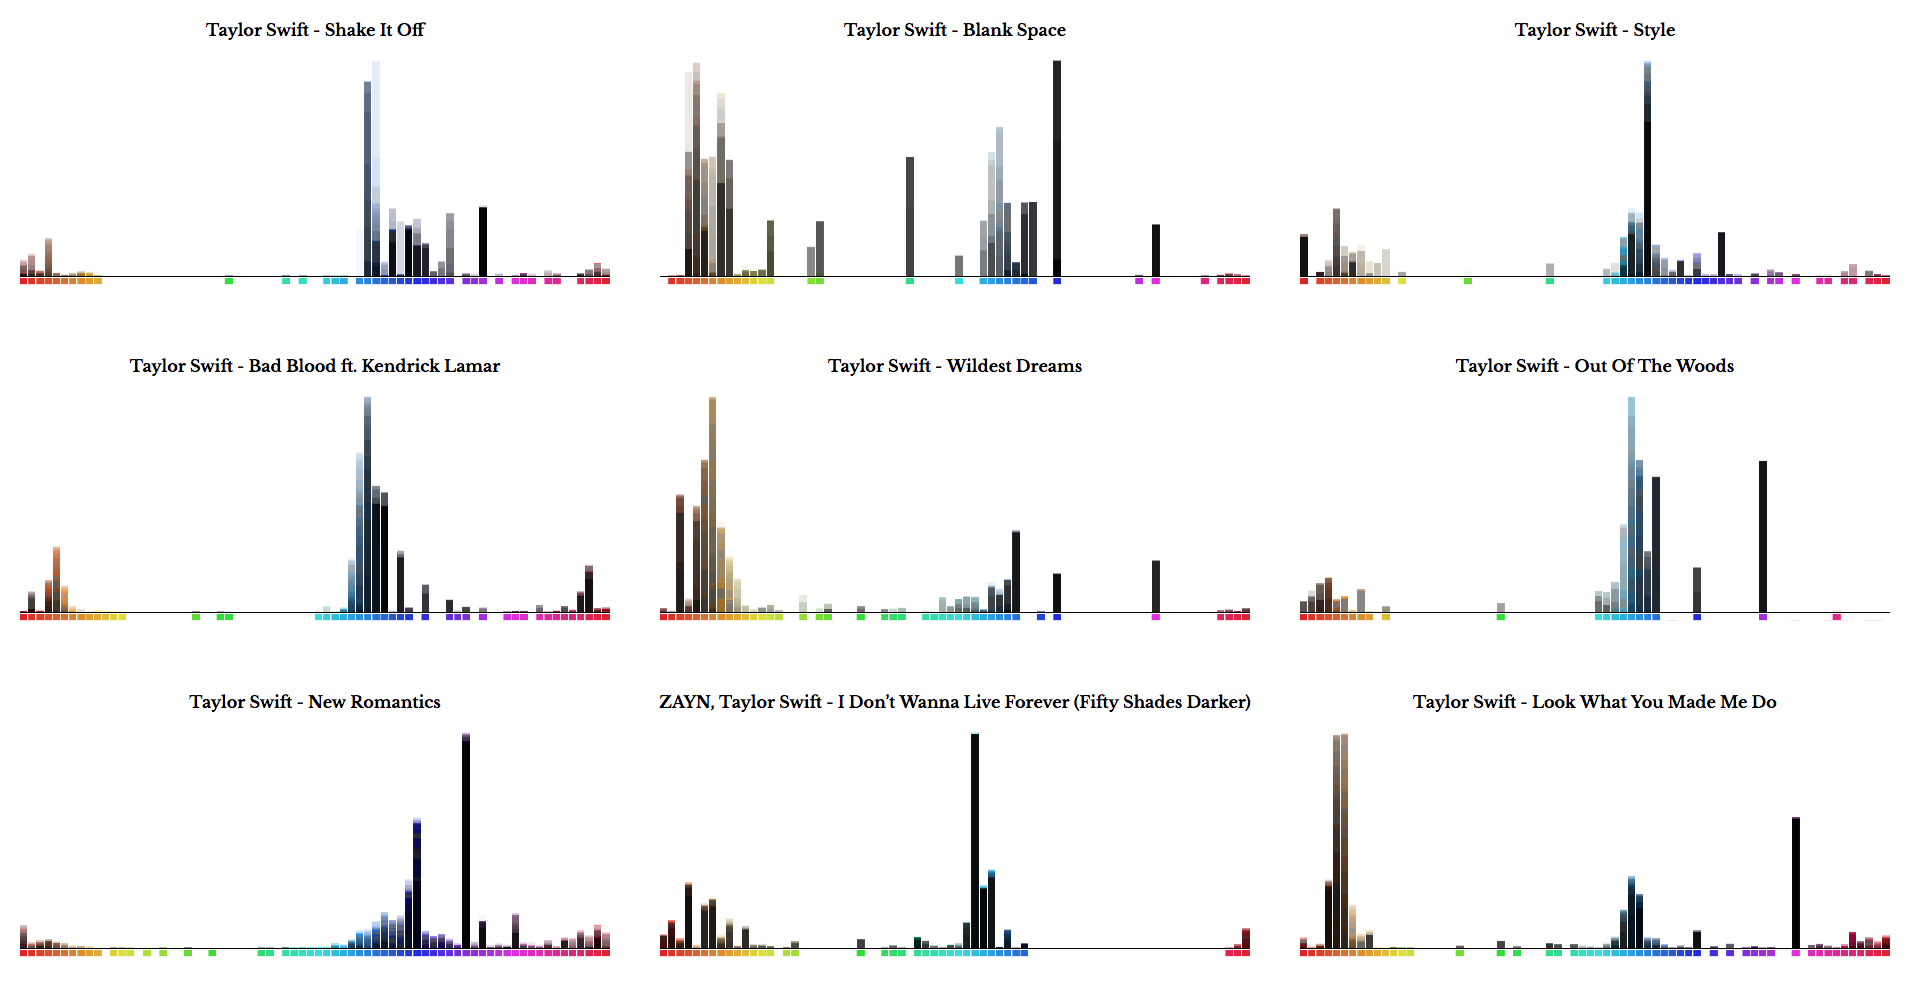 Taylor Swift - Shake It Off
Taylor Swift - Blank Space
Taylor Swift - Style
Taylor Swift - Bad Blood ft. Kendrick Lamar
Taylor Swift - Wildest Dreams
Taylor Swift - Out Of The Woods
Taylor Swift - New Romantics
ZAYN, Taylor Swift - I Don’t Wanna Live Forever (Fifty Shades Darker)
Taylor Swift - Look What You Made Me Do